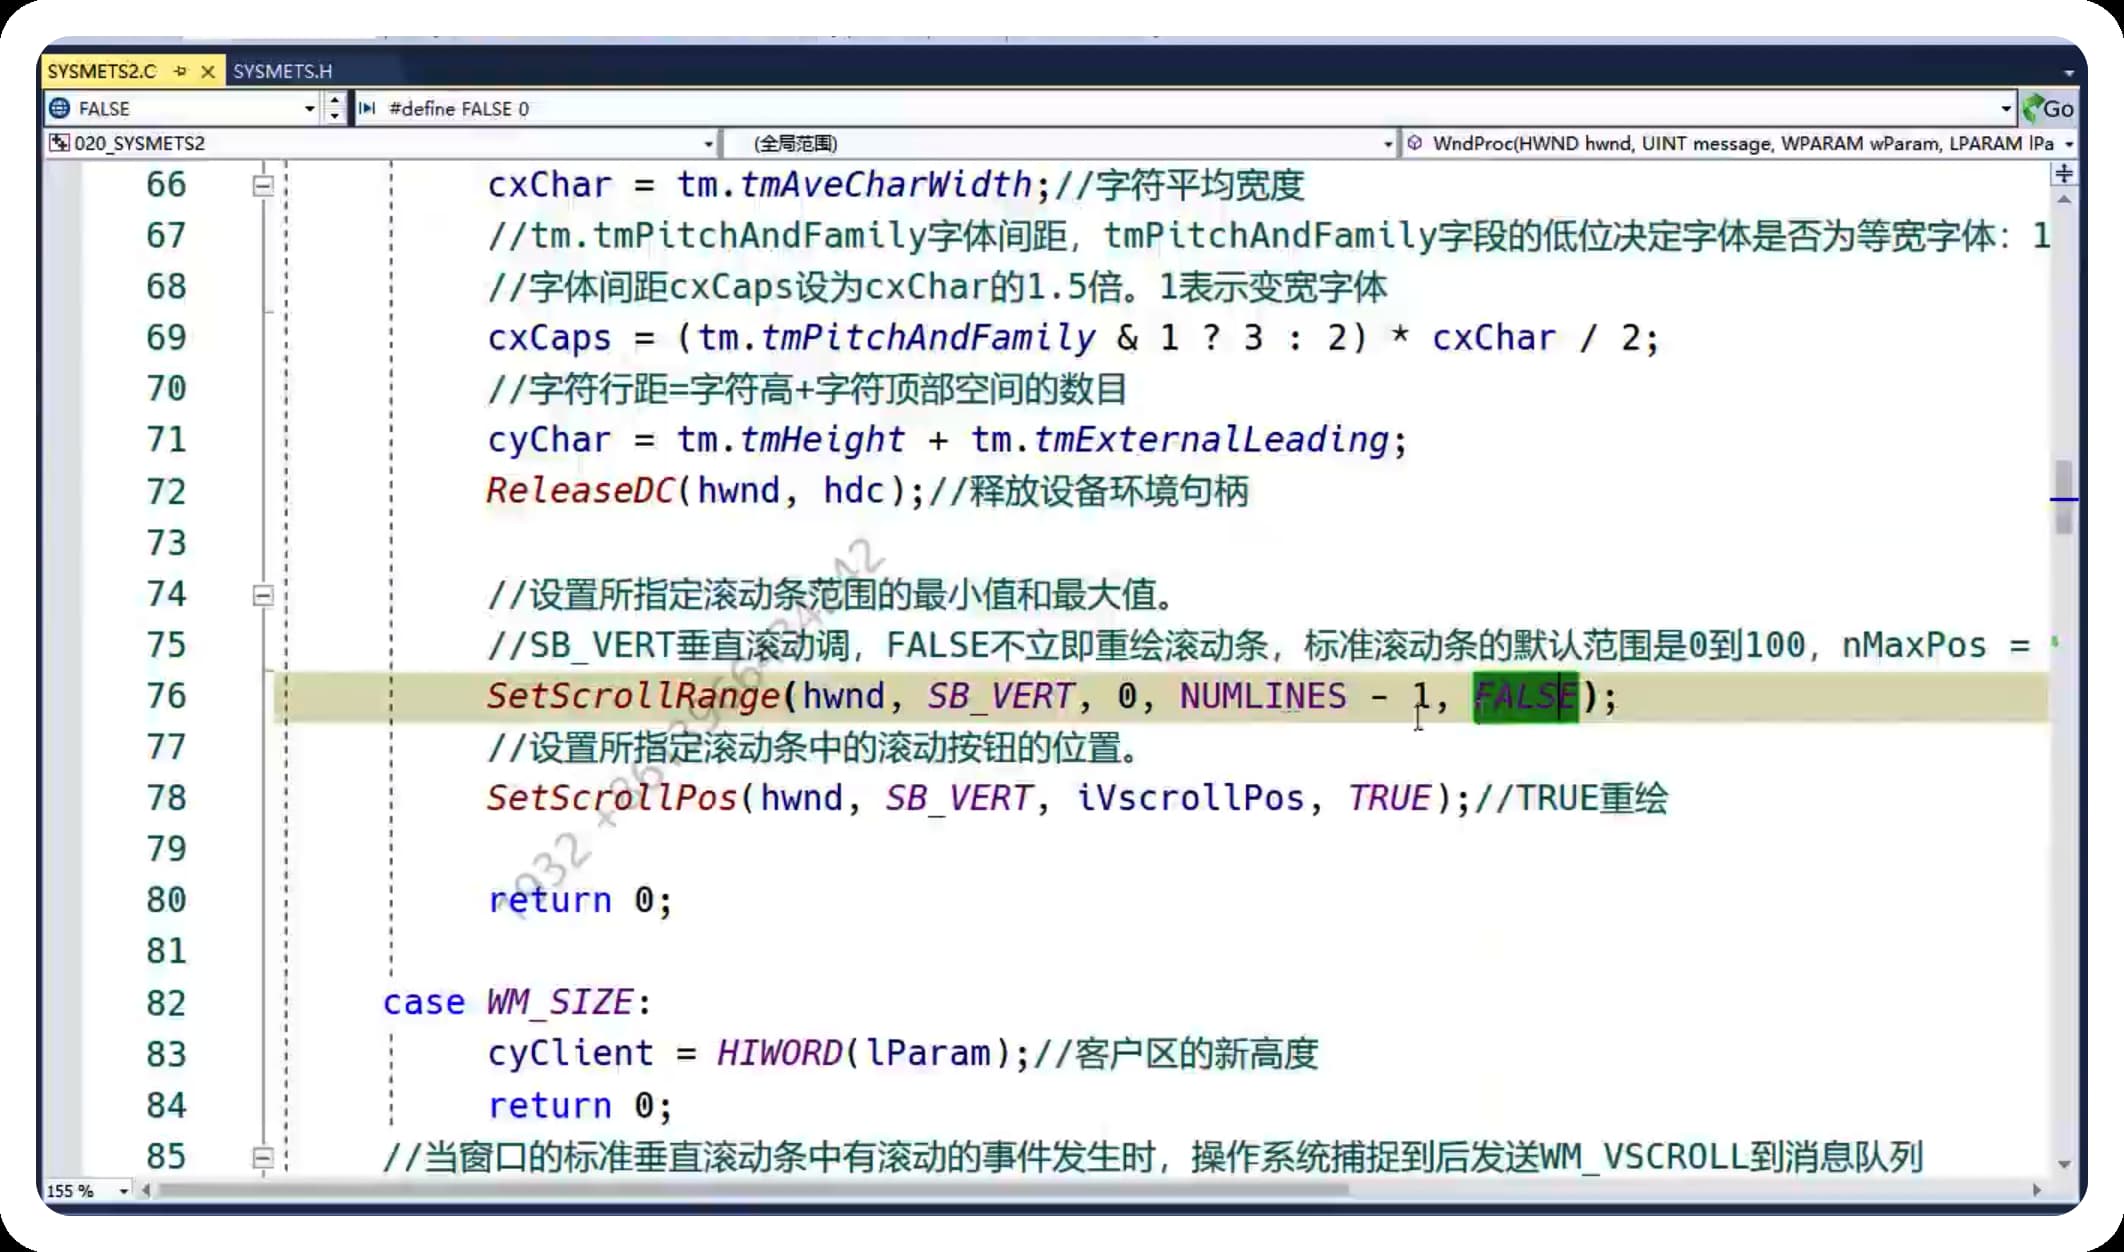 SYSMETS2.C
SYSMETS.H
FALSE
#define FALSE 0
Go
020_SYSMETS2
(全局范围)
WndProc(HWND hwnd, UINT message, WPARAM wParam, LPARAM lPa
66 cxChar = tm.tmAveCharWidth;//字符平均宽度
67 //tm.tmPitchAndFamily字体间距，tmPitchAndFamily字段的低位决定字体是否为等宽字体：1
68 //字体间距cxCaps设为cxChar的1.5倍。1表示变宽字体
69 cxCaps = (tm.tmPitchAndFamily & 1 ? 3 : 2) * cxChar / 2;
70 //字符行距=字符高+字符顶部空间的数目
71 cyChar = tm.tmHeight + tm.tmExternalLeading;
72 ReleaseDC(hwnd, hdc);//释放设备环境句柄
73
74 //设置所指定滚动条范围的最小值和最大值。
75 //SB_VERT垂直滚动调，FALSE不立即重绘滚动条，标准滚动条的默认范围是0到100，nMaxPos =
76 SetScrollRange(hwnd, SB_VERT, 0, NUMLINES - 1, FALSE);
77 //设置所指定滚动条中的滚动按钮的位置。
78 SetScrollPos(hwnd, SB_VERT, iVscrollPos, TRUE);//TRUE重绘
79
80 return 0;
81
82 case WM_SIZE:
83 cyClient = HIWORD(lParam);//客户区的新高度
84 return 0;
85 //当窗口的标准垂直滚动条中有滚动的事件发生时，操作系统捕捉到后发送WM_VSCROLL到消息队列
155 %